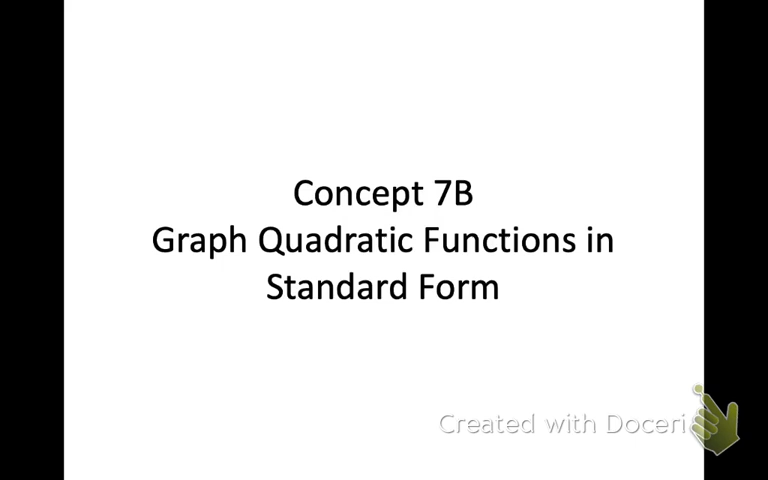 Concept 7B
Graph Quadratic Functions in
Standard Form
Created with Doceri